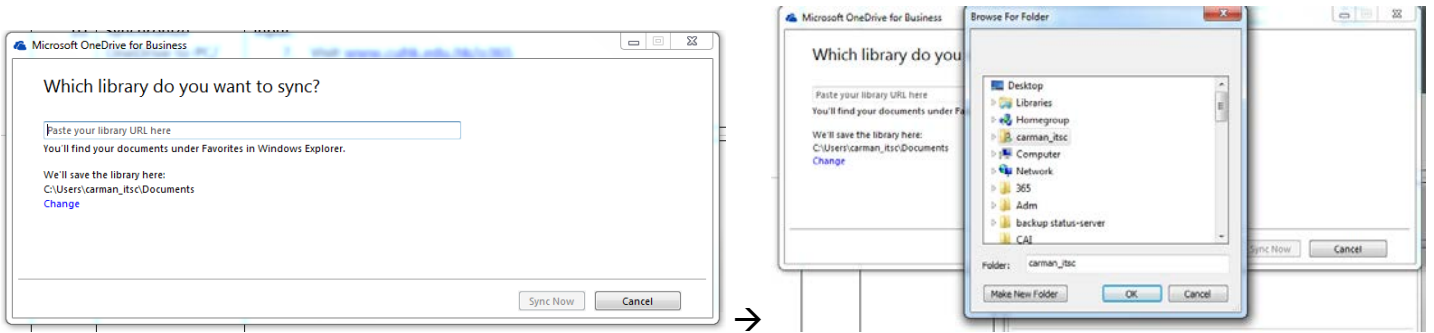 Microsoft OneDrive for Business
Which library do you want to sync?
Paste your library URL here
You'll find your documents under Favorites in Windows Explorer.
We'll save the library here:
C:\Users\carman_itsc\Documents
Change
Sync Now
Cancel
→
Microsoft OneDrive for Business
Which library do you
Paste your library URL here
You'll find your documents under Fa
We'll save the library here:
C:\Users\carman_itsc\Documents
Change
Sync Now
Cancel
Browse For Folder
Desktop
Libraries
Homegroup
carman_itsc
Computer
Network
365
Adm
backup status-server
CAI
Folder: carman_itsc
Make New Folder
OK
Cancel